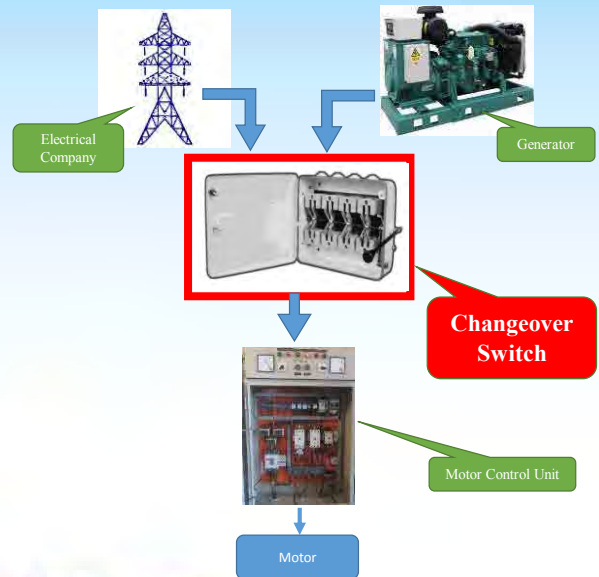 Electrical
Company
Generator
Changeover
Switch
Motor Control Unit
Motor